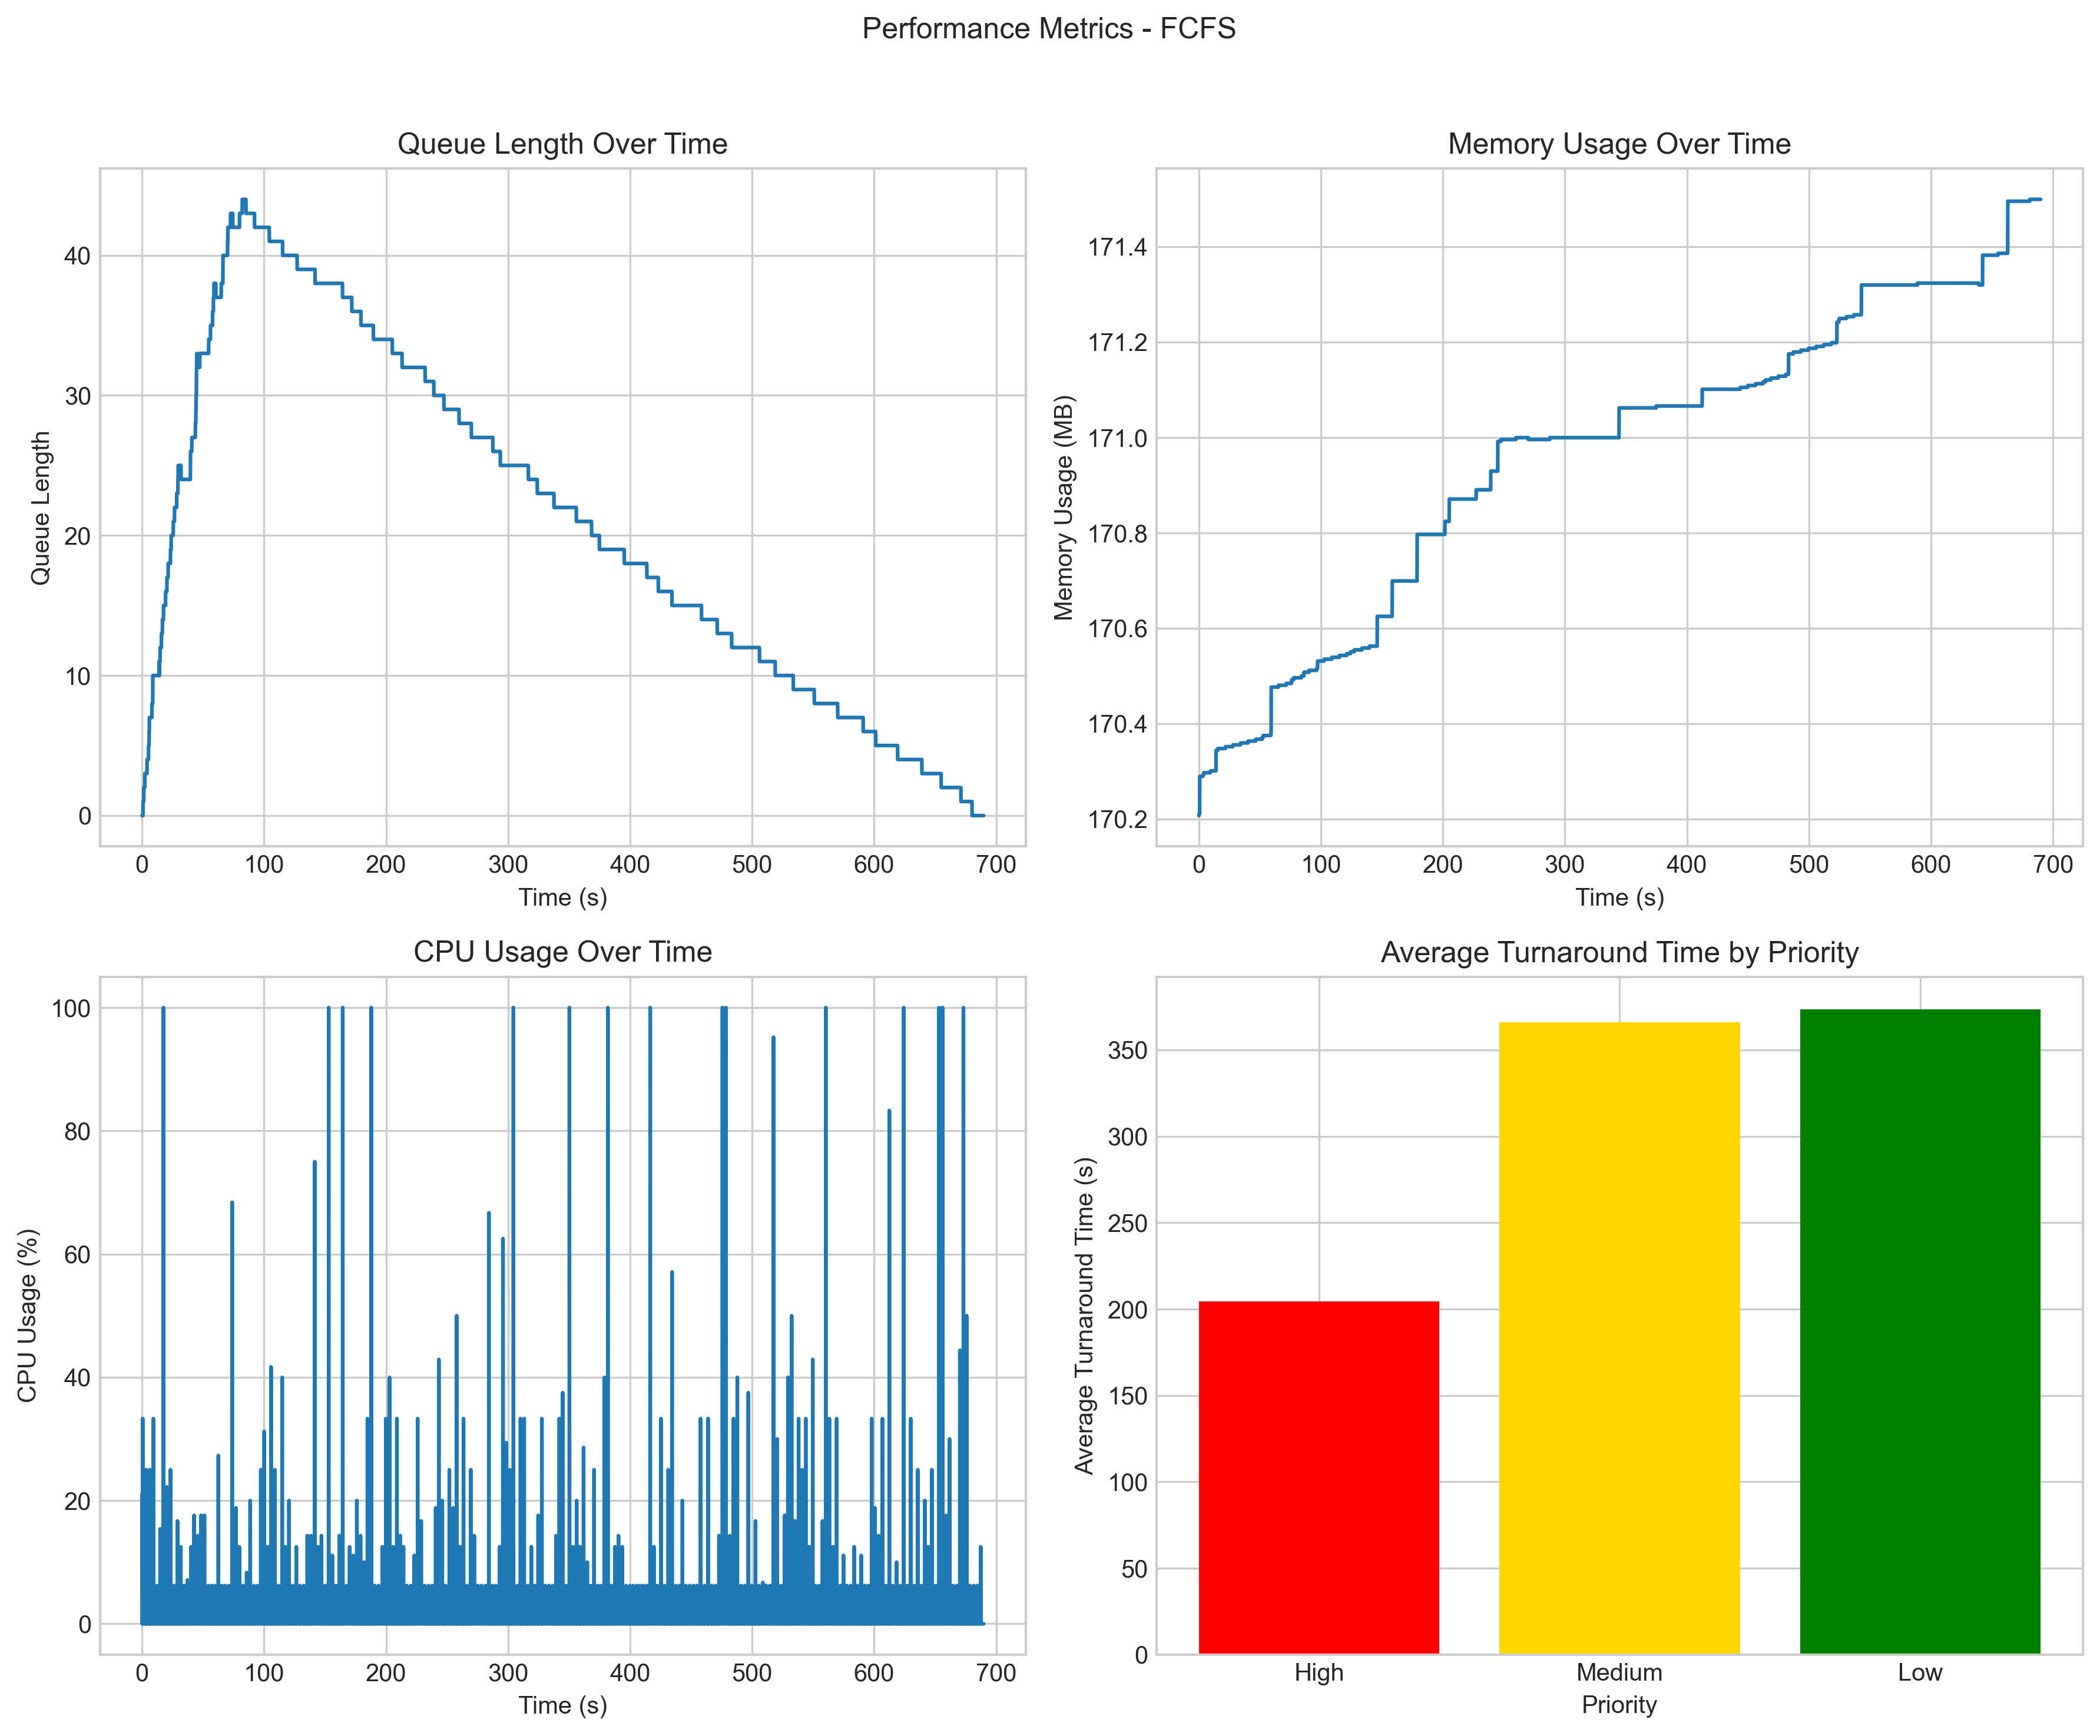 Performance Metrics - FCFS
Queue Length Over Time
Queue Length
40
30
20
10
0
0 100 200 300 400 500 600 700
Time (s)
Memory Usage Over Time
Memory Usage (MB)
171.4
171.2
171.0
170.8
170.6
170.4
170.2
0 100 200 300 400 500 600 700
Time (s)
CPU Usage Over Time
CPU Usage (%)
100
80
60
40
20
0
0 100 200 300 400 500 600 700
Time (s)
Average Turnaround Time by Priority
Average Turnaround Time (s)
350
300
250
200
150
100
50
0
High Medium Low
Priority